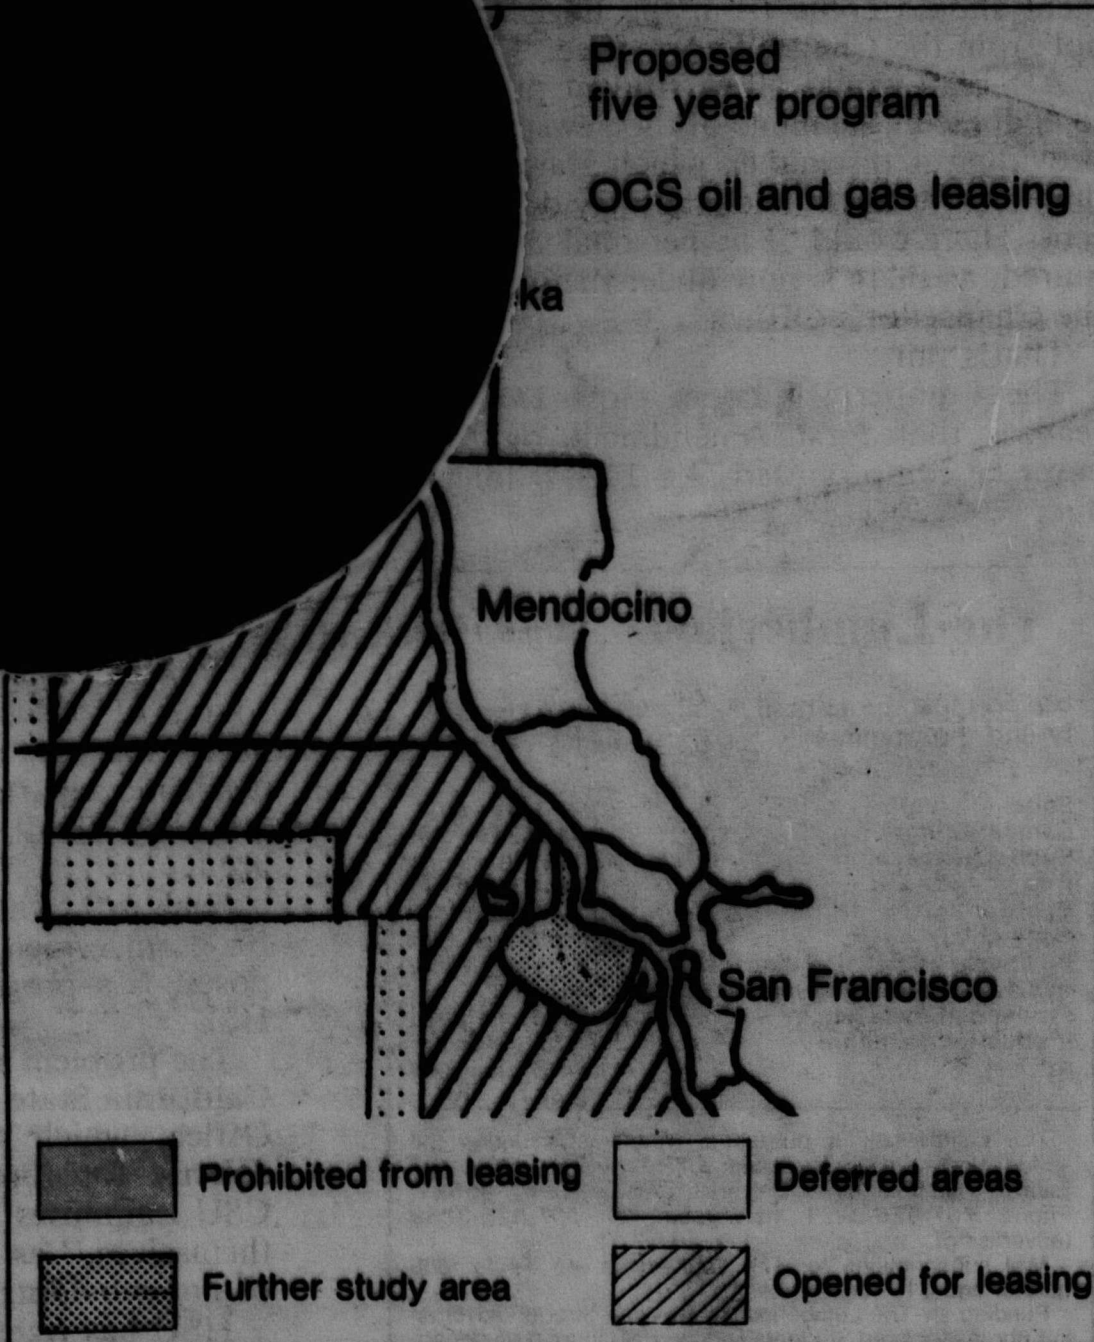 Proposed
five year program
OCS oil and gas leasing
ka
Mendocino
San Francisco
Prohibited from leasing
Deferred areas
Further study area
Opened for leasing